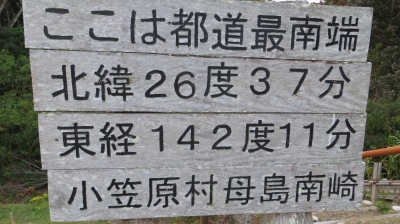 ここは都道最南端
北緯26度37分
東経142度11分
小笠原村母島南崎